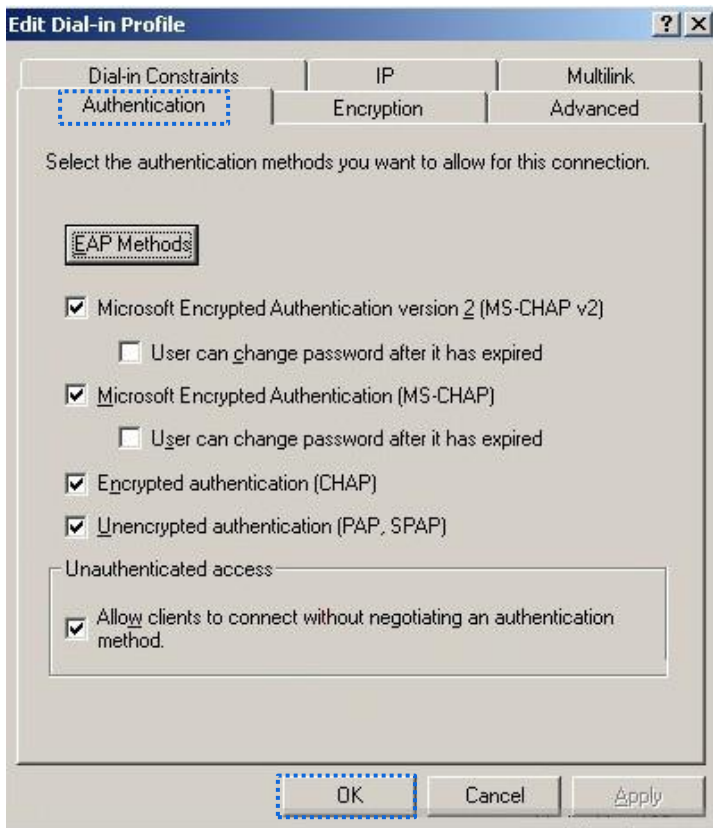 Edit Dial-in Profile
Dial-in Constraints IP Multilink
Authentication Encryption Advanced
Select the authentication methods you want to allow for this connection.
EAP Methods
Microsoft Encrypted Authentication version 2 (MS-CHAP v2)
User can change password after it has expired
Microsoft Encrypted Authentication (MS-CHAP)
User can change password after it has expired
Encrypted authentication (CHAP)
Unencrypted authentication (PAP, SPAP)
Unauthenticated access
Allow clients to connect without negotiating an authentication
method.
OK Cancel Apply